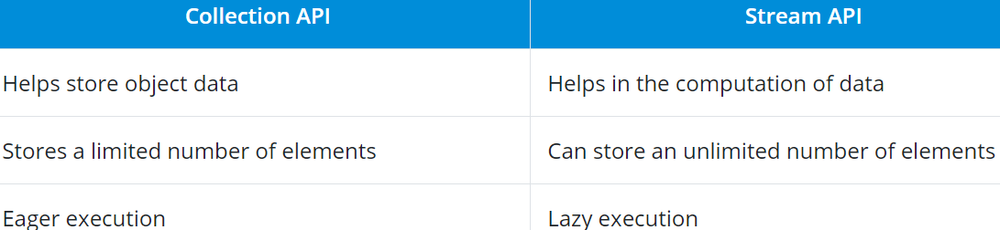 Collection API
Stream API
Helps store object data
Helps in the computation of data
Stores a limited number of elements
Can store an unlimited number of elements
Eager execution
Lazy execution